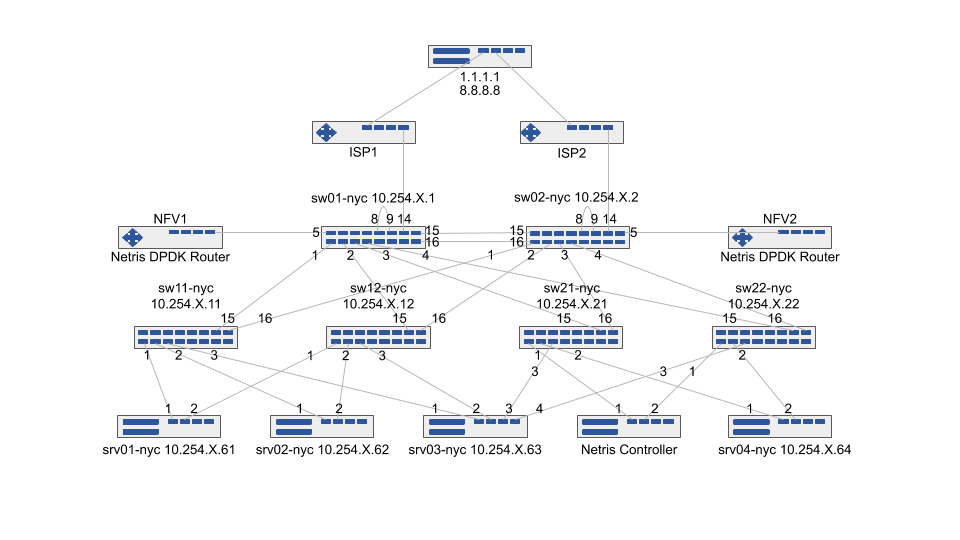 1.1.1.1
8.8.8.8
ISP1
ISP2
sw01-nyc 10.254.X.1
sw02-nyc 10.254.X.2
8 9 14
8 9 14
NFV1
NFV2
5 15
15 5
16
16
Netris DPDK Router
Netris DPDK Router
1 2 3 4
1 2 3 4
sw11-nyc
10.254.X.11
sw12-nyc
10.254.X.12
sw21-nyc
10.254.X.21
sw22-nyc
10.254.X.22
15 16
15 16
15 16
15 16
1 2 3
1 2 3
1 2
3
2
3 1
1 2
1 2
1 2 3 4
1 2
1 2
srv01-nyc 10.254.X.61
srv02-nyc 10.254.X.62
srv03-nyc 10.254.X.63
Netris Controller
srv04-nyc 10.254.X.64